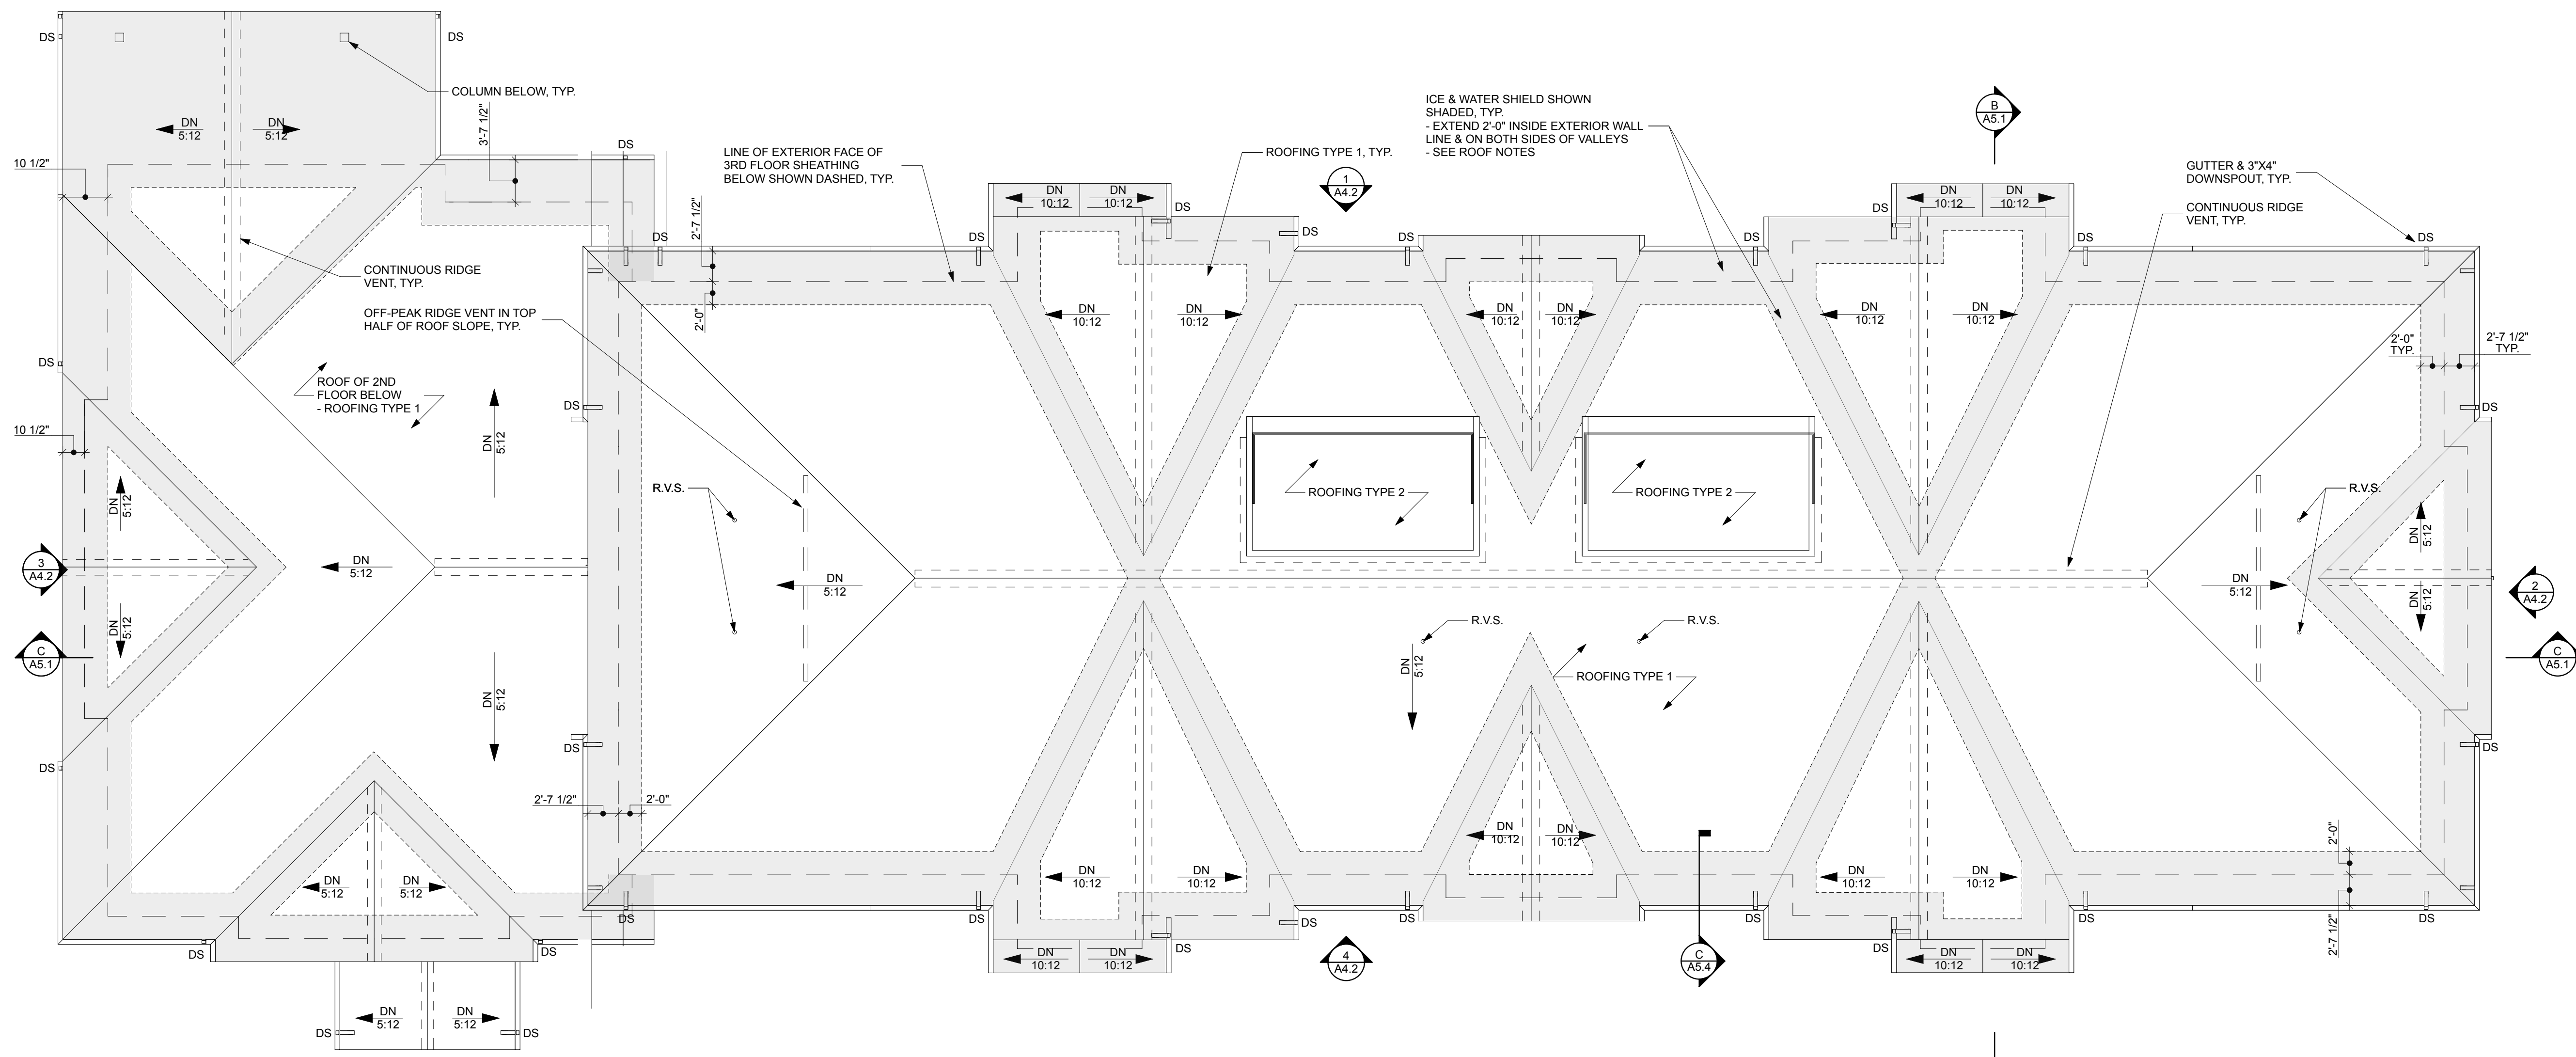 DS
DS
COLUMN BELOW, TYP.
3'-7 1/2"
DN
5:12
DN
5:12
10 1/2"
DS
LINE OF EXTERIOR FACE OF
3RD FLOOR SHEATHING
BELOW SHOWN DASHED, TYP.
ROOFING TYPE 1, TYP.
1
A4.2
ICE & WATER SHIELD SHOWN
SHADED, TYP.
- EXTEND 2'-0" INSIDE EXTERIOR WALL
LINE & ON BOTH SIDES OF VALLEYS
- SEE ROOF NOTES
B
A5.1
GUTTER & 3"X4"
DOWNSPOUT, TYP.
CONTINUOUS RIDGE
VENT, TYP.
DN
10:12
DN
10:12
DN
10:12
DN
10:12
DS
DS
DS
DS
DS
DS
DS
DS
DS
DS
2'-7 1/2"
2'-0"
CONTINUOUS RIDGE
VENT, TYP.
OFF-PEAK RIDGE VENT IN TOP
HALF OF ROOF SLOPE, TYP.
DN
10:12
DN
10:12
DN
10:12
DN
10:12
DN
10:12
DN
10:12
2'-0"
TYP.
2'-7 1/2"
TYP.
DS
ROOF OF 2ND
FLOOR BELOW
- ROOFING TYPE 1
DN
5:12
DS
DS
10 1/2"
R.V.S.
ROOFING TYPE 2
ROOFING TYPE 2
R.V.S.
DN
5:12
DN
5:12
3
A4.2
DN
5:12
DN
5:12
DN
5:12
DN
5:12
2
A4.2
DN
5:12
C
A5.1
R.V.S.
R.V.S.
DN
5:12
ROOFING TYPE 1
C
A5.1
DN
5:12
DS
DS
DS
2'-7 1/2"
2'-0"
DN
10:12
DN
10:12
2'-0"
DN
5:12
DN
5:12
DN
10:12
DN
10:12
DN
10:12
DN
10:12
2'-7 1/2"
DS
DS
DS
DS
DS
DS
DS
DS
DS
DS
DS
DS
DN
10:12
DN
10:12
4
A4.2
C
A5.4
DN
10:12
DN
10:12
DN
5:12
DN
5:12
DS
DS